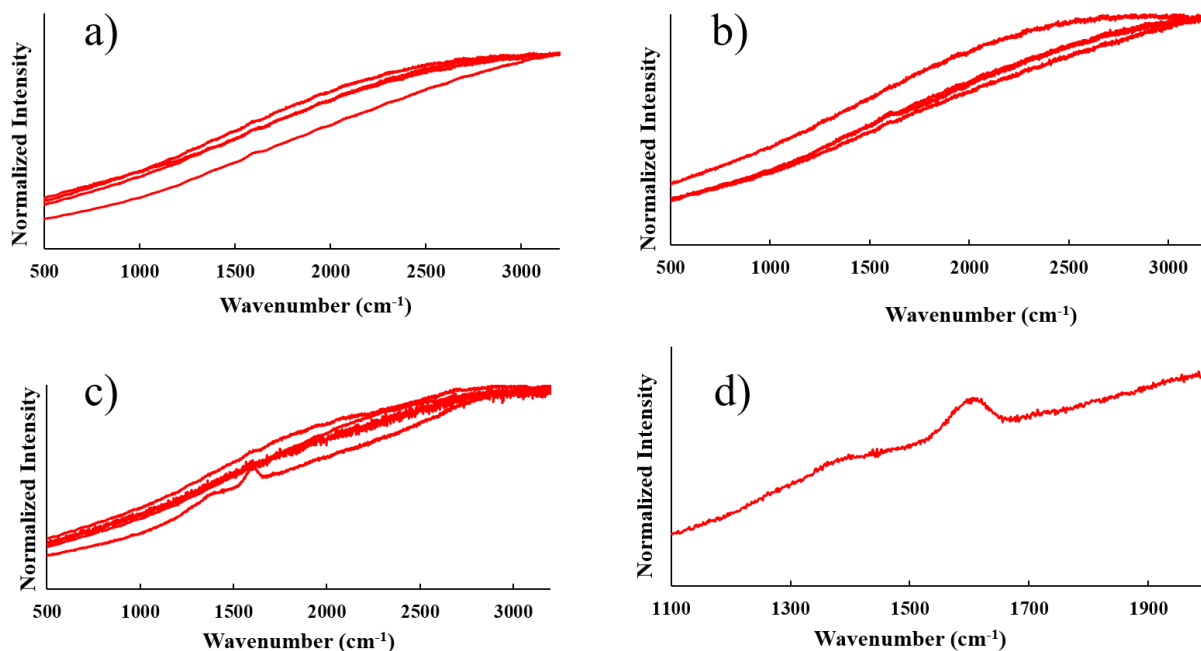 a)
Normalized Intensity
500 1000 1500 2000 2500 3000
Wavenumber (cm⁻¹)
b)
Normalized Intensity
500 1000 1500 2000 2500 3000
Wavenumber (cm⁻¹)
c)
Normalized Intensity
500 1000 1500 2000 2500 3000
Wavenumber (cm⁻¹)
d)
Normalized Intensity
1100 1300 1500 1700 1900
Wavenumber (cm⁻¹)